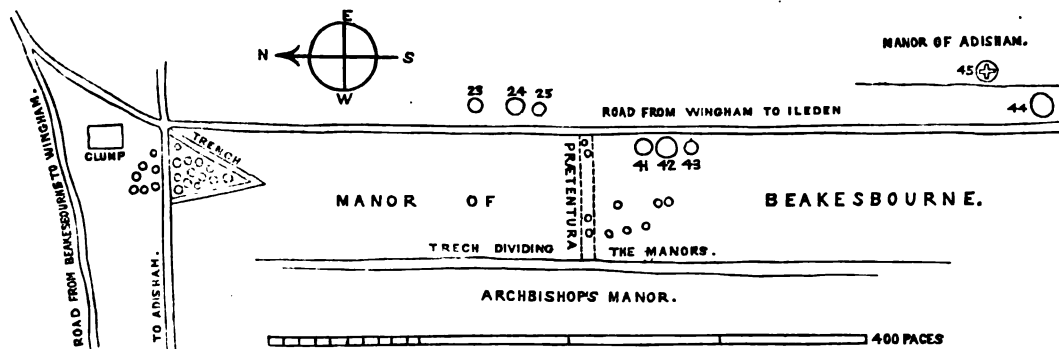 E
N
S
W
MANOR OF ADISHAM.
45
23 24 25
ROAD FROM WINGHAM TO ILEDEN
44
CLUMP
TRENCH
41 42 43
PRÆTENTURA
MANOR OF BEAKESBOURNE.
TRECH DIVIDING THE MANORS.
ROAD FROM BEAKESBOURNE TO WINGHAM.
TO ADISHAM.
ARCHBISHOP'S MANOR.
400 PACES